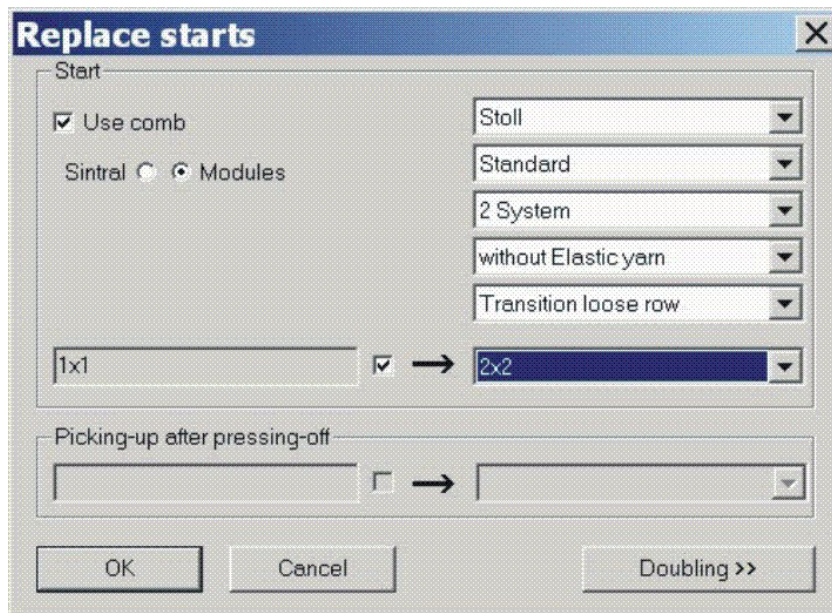 Replace starts
Start
Use comb
Stoll
Sintral
Modules
Standard
2 System
without Elastic yarn
Transition loose row
1x1
2x2
Picking-up after pressing-off
OK
Cancel
Doubling >>